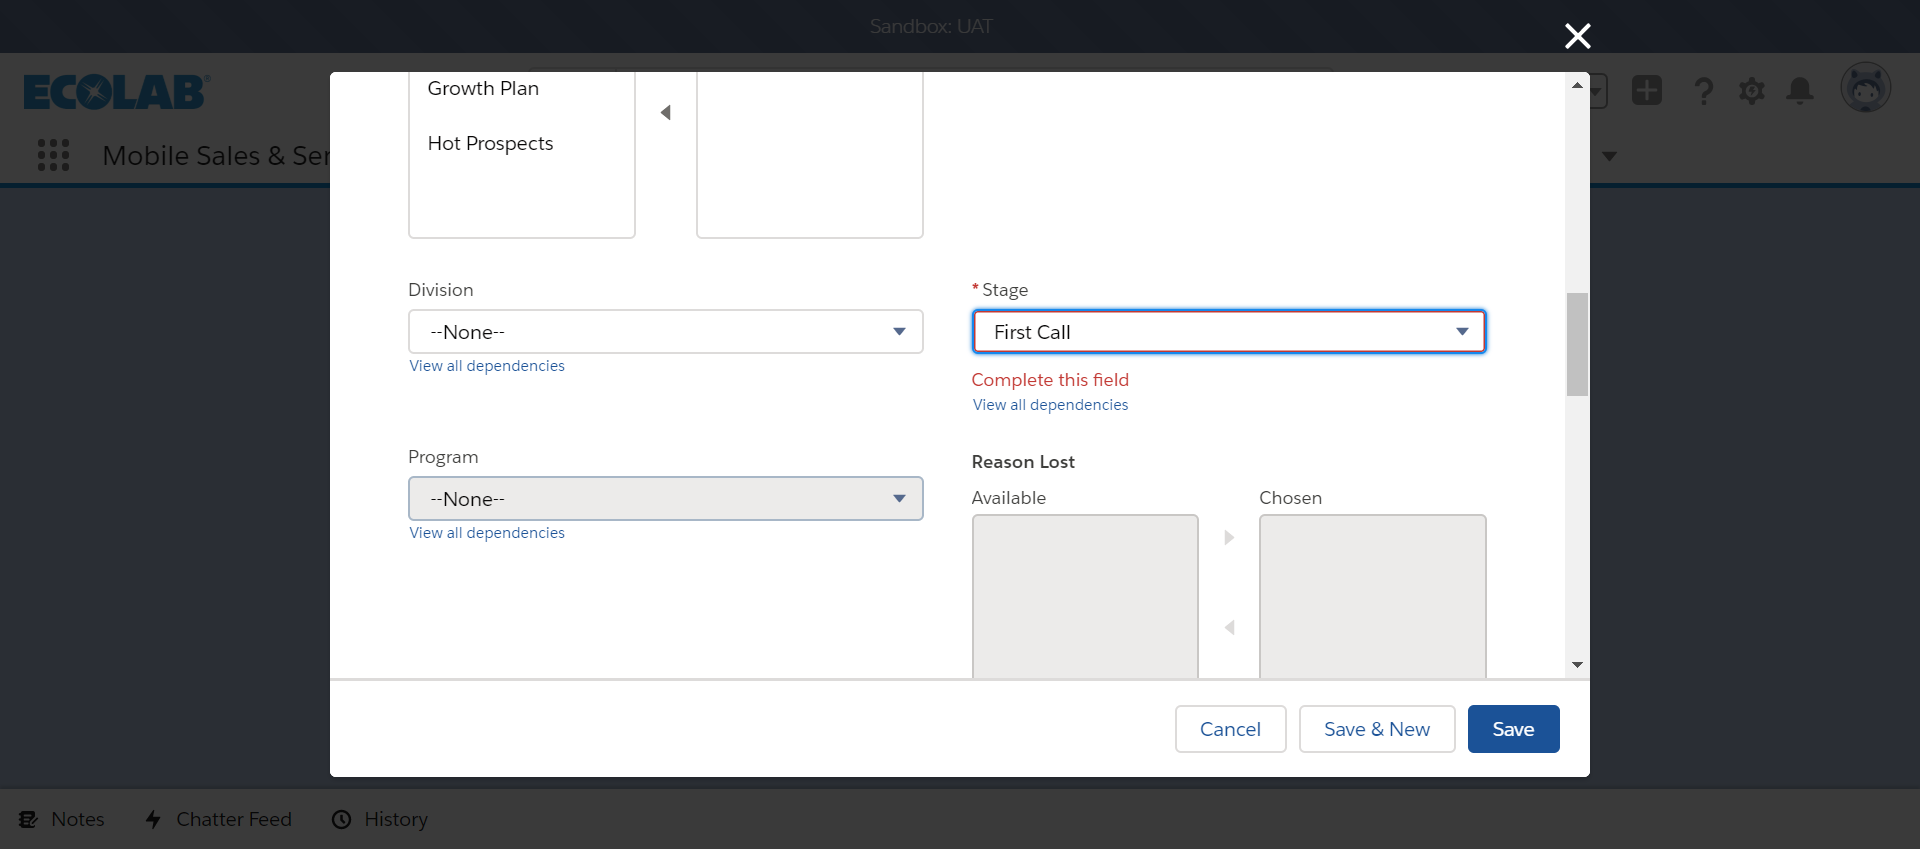 Sandbox: UAT
ECOLAB
Mobile Sales & Ser
Growth Plan
Hot Prospects
Division
--None--
View all dependencies
* Stage
First Call
Complete this field
View all dependencies
Program
--None--
View all dependencies
Reason Lost
Available
Chosen
Cancel
Save & New
Save
Notes
Chatter Feed
History